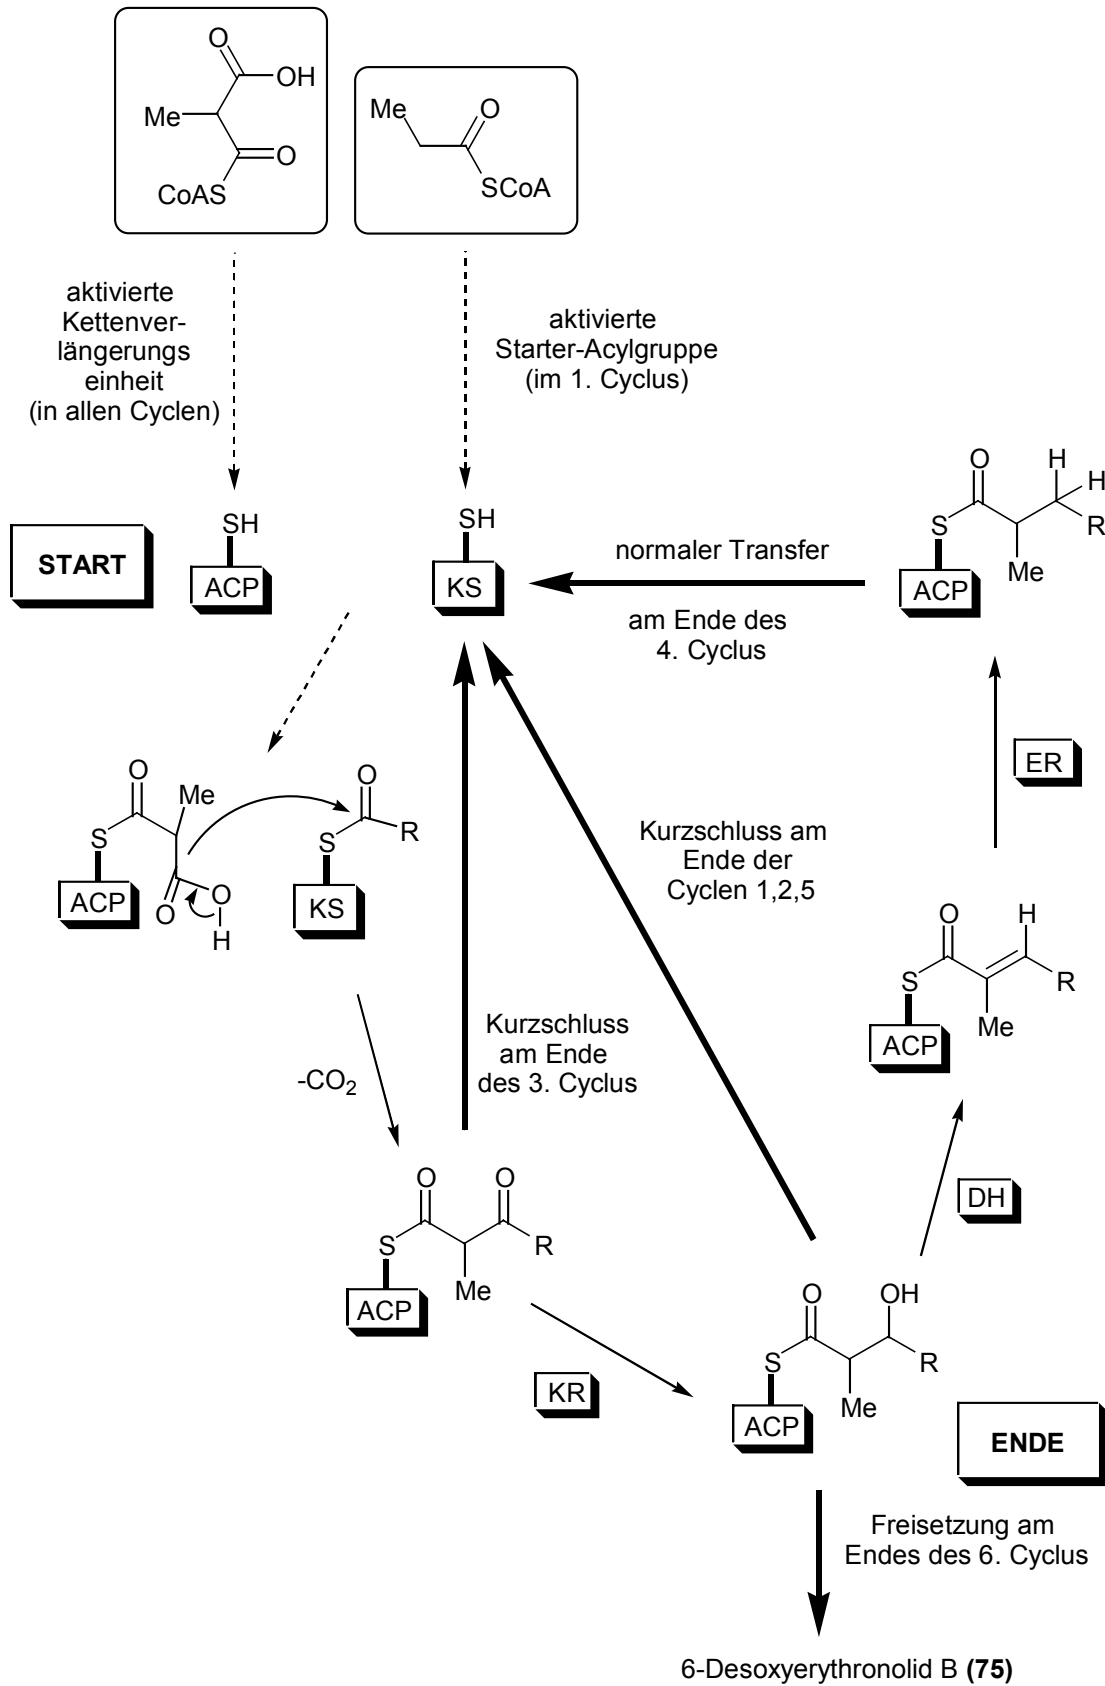 O
OH
Me
O
CoAS
Me
O
SCoA
aktivierte
Kettenver-
längerungs
einheit
(in allen Cyclen)
aktivierte
Starter-Acylgruppe
(im 1. Cyclus)
START
SH
ACP
SH
KS
normaler Transfer
am Ende des
4. Cyclus
O
H
H
S
R
Me
ACP
ER
O
Me
S
ACP
O
O
H
O
S
R
KS
Kurzschluss am
Ende der
Cyclen 1,2,5
O
H
S
R
Me
ACP
Kurzschluss
am Ende
des 3. Cyclus
-CO2
DH
O
O
S
R
Me
ACP
KR
O
OH
S
R
Me
ACP
ENDE
Freisetzung am
Endes des 6. Cyclus
6-Desoxyerythronolid B (75)